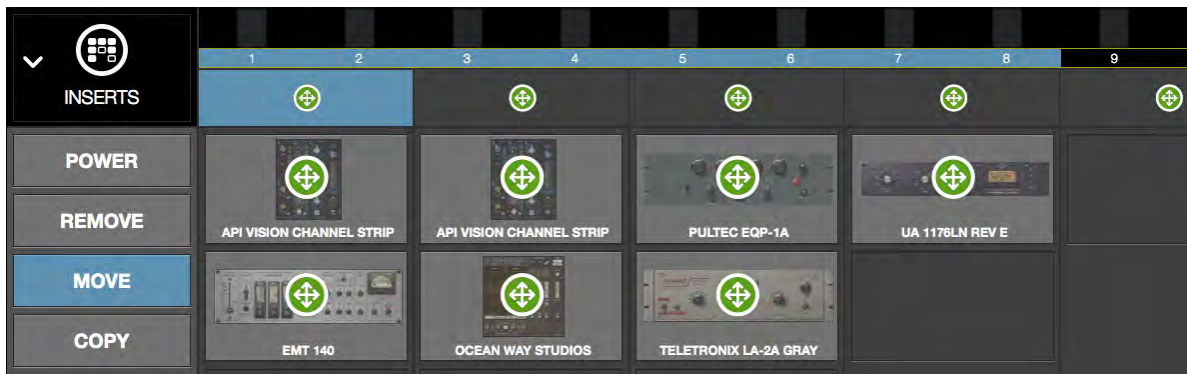 1 2 3 4 5 6 7 8 9
INSERTS
POWER
API VISION CHANNEL STRIP API VISION CHANNEL STRIP PULTEC EQP-1A UA 1176LN REV E
REMOVE
MOVE
COPY
EMT 140 OCEAN WAY STUDIOS TELETRONIX LA-2A GRAY